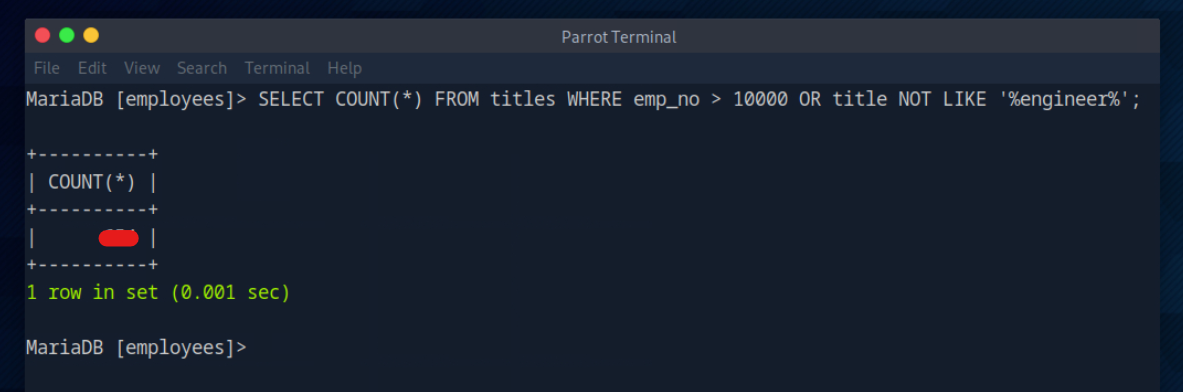 Parrot Terminal
File Edit View Search Terminal Help
MariaDB [employees]> SELECT COUNT(*) FROM titles WHERE emp_no > 10000 OR title NOT LIKE '%engineer%';
+----------+
| COUNT(*) |
+----------+
| |
+----------+
1 row in set (0.001 sec)
MariaDB [employees]>